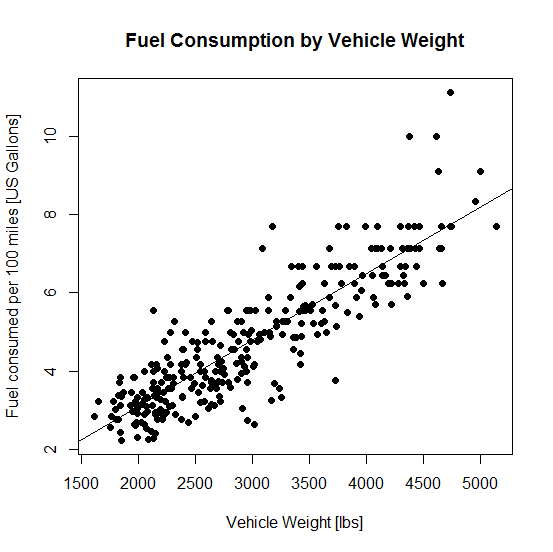 Fuel Consumption by Vehicle Weight
Fuel consumed per 100 miles [US Gallons]
10
8
6
4
2
1500 2000 2500 3000 3500 4000 4500 5000
Vehicle Weight [lbs]